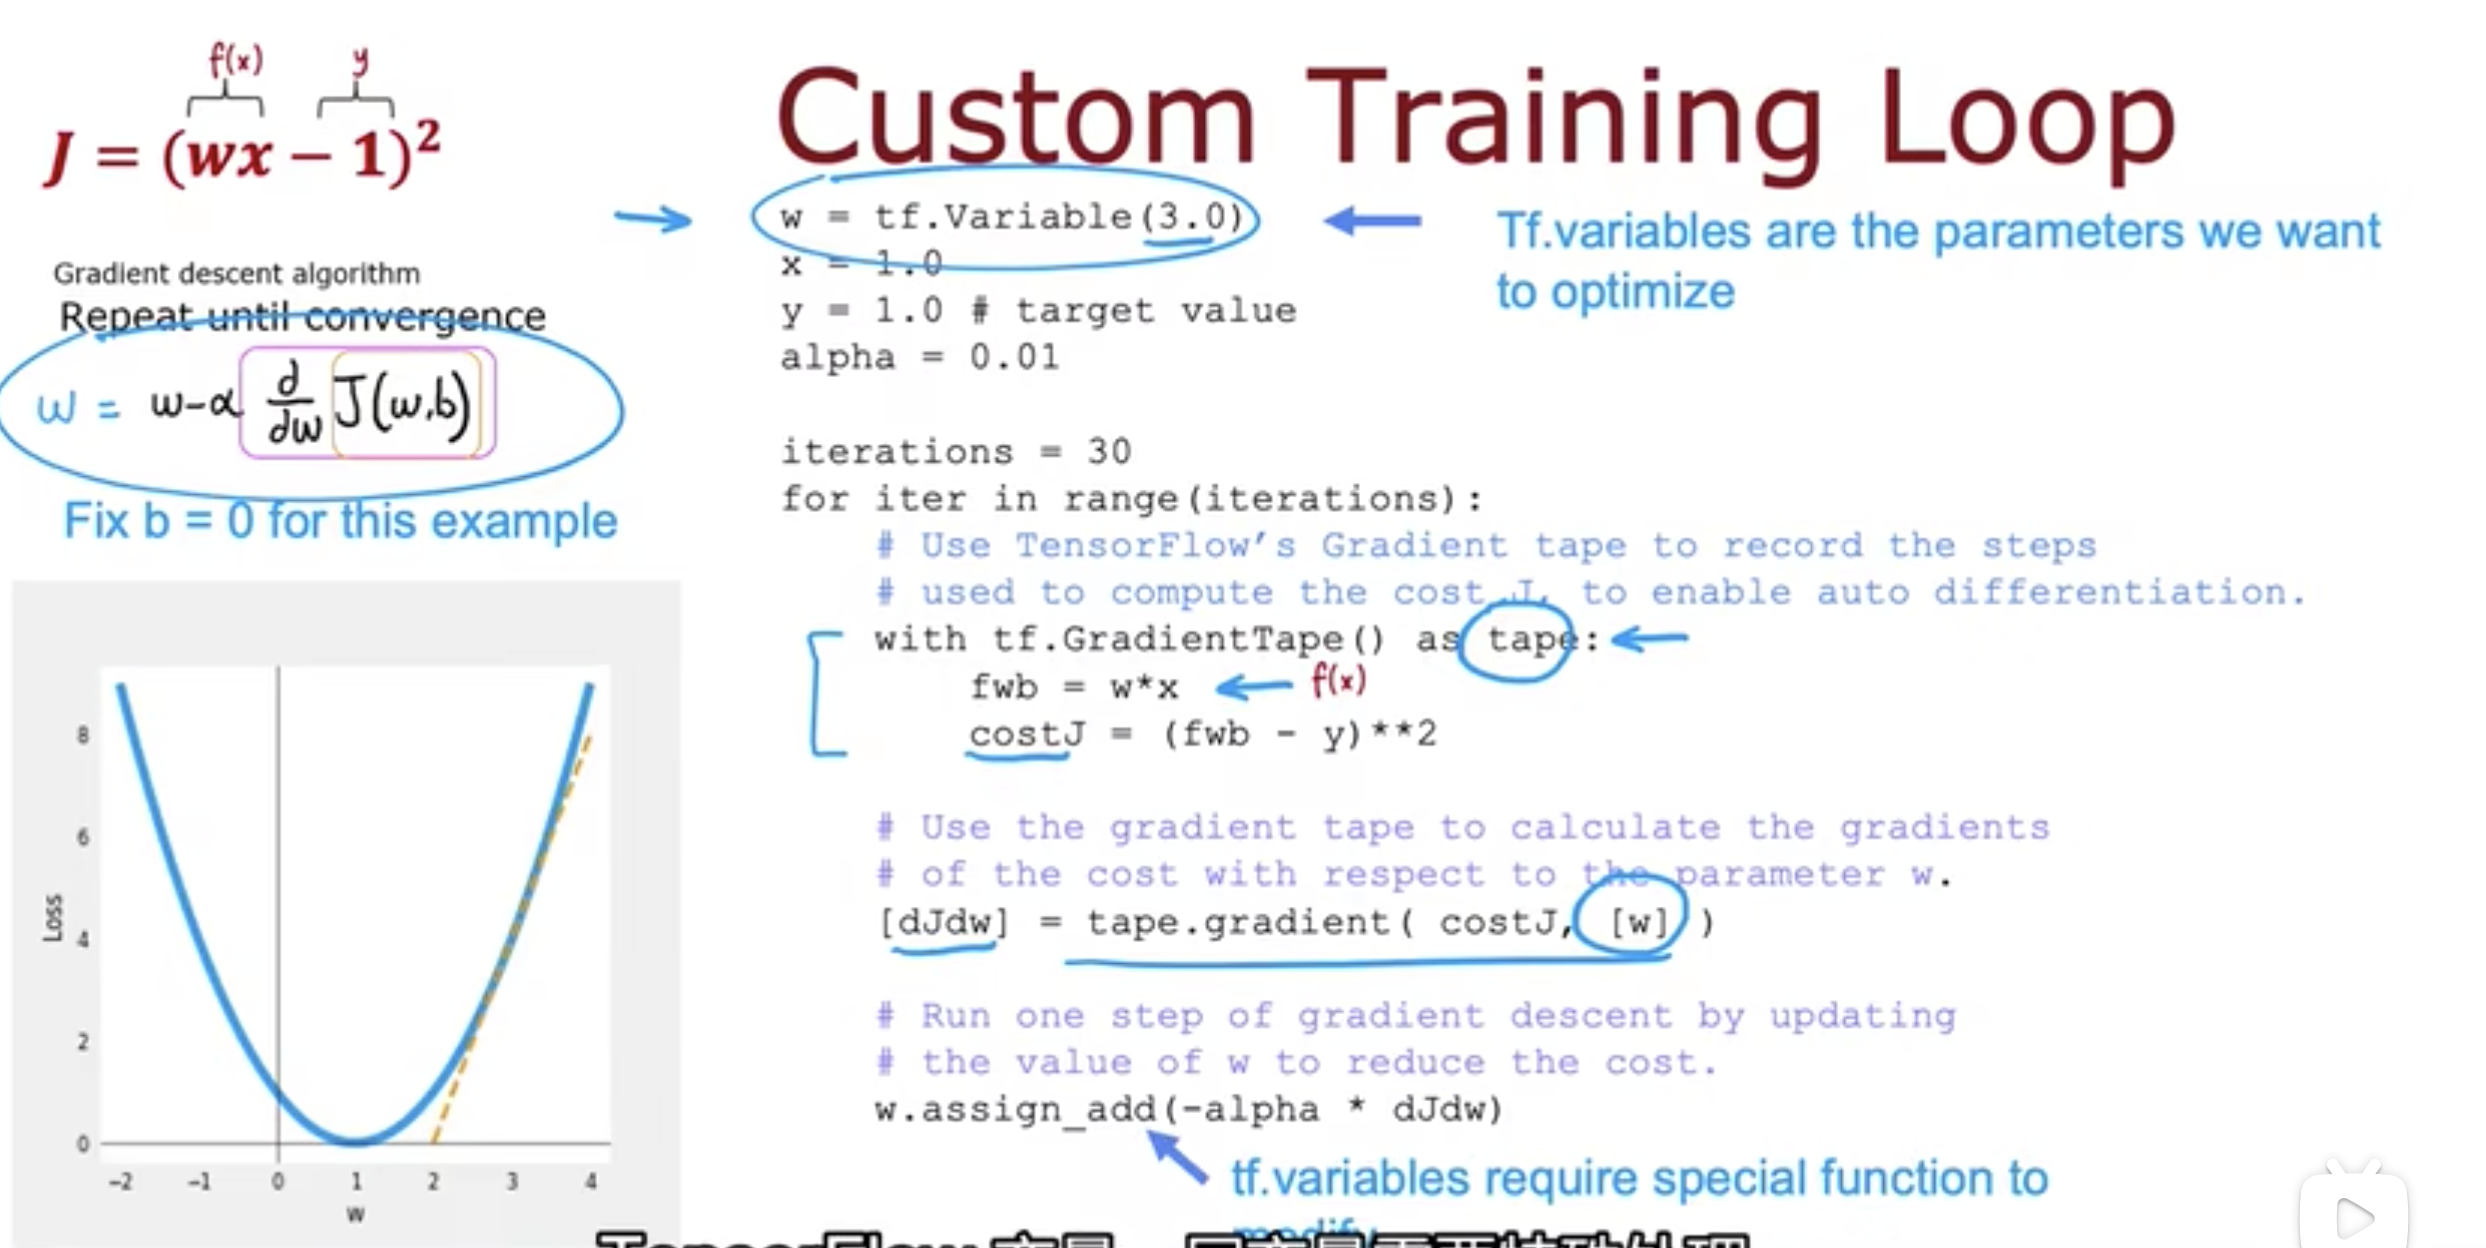 f(x) y
J = (wx − 1)²
Gradient descent algorithm
Repeat until convergence
w = w-α d/dw J(w,b)
Fix b = 0 for this example
8
6
4
2
0
Loss
-2 -1 0 1 2 3 4
w
Custom Training Loop
w = tf.Variable(3.0)
x = 1.0
y = 1.0 # target value
alpha = 0.01
Tf.variables are the parameters we want
to optimize
iterations = 30
for iter in range(iterations):
# Use TensorFlow’s Gradient tape to record the steps
# used to compute the cost J, to enable auto differentiation.
with tf.GradientTape() as tape:
fwb = w*x f(x)
costJ = (fwb - y)**2
# Use the gradient tape to calculate the gradients
# of the cost with respect to the parameter w.
[dJdw] = tape.gradient( costJ, [w] )
# Run one step of gradient descent by updating
# the value of w to reduce the cost.
w.assign_add(-alpha * dJdw)
tf.variables require special function to
modify
TensorFlow